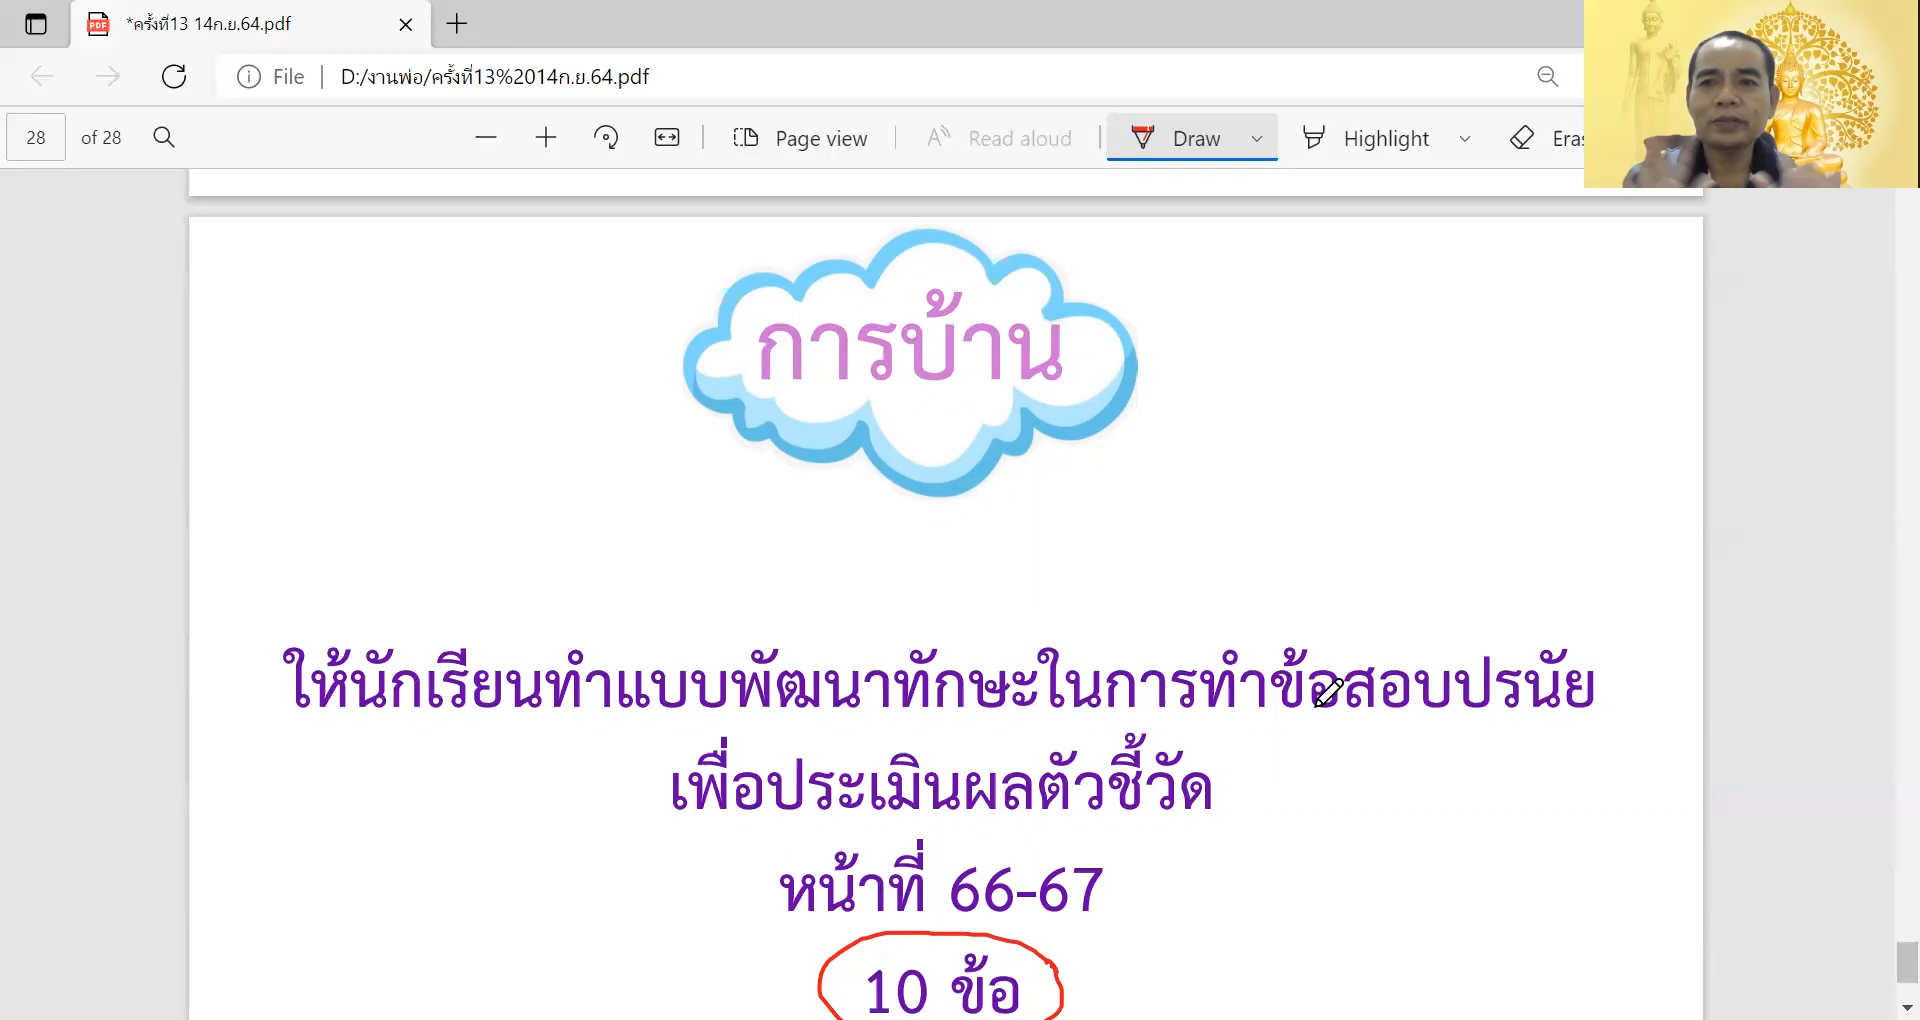 *ครั้งที่13 14ก.ย.64.pdf
File
D:/งานพ่อ/ครั้งที่13%2014ก.ย.64.pdf
28 of 28
Page view
Read aloud
Draw
Highlight
Eras
การบ้าน
ให้นักเรียนทำแบบพัฒนาทักษะในการทำข้อสอบปรนัย
เพื่อประเมินผลตัวชี้วัด
หน้าที่ 66-67
10 ข้อ